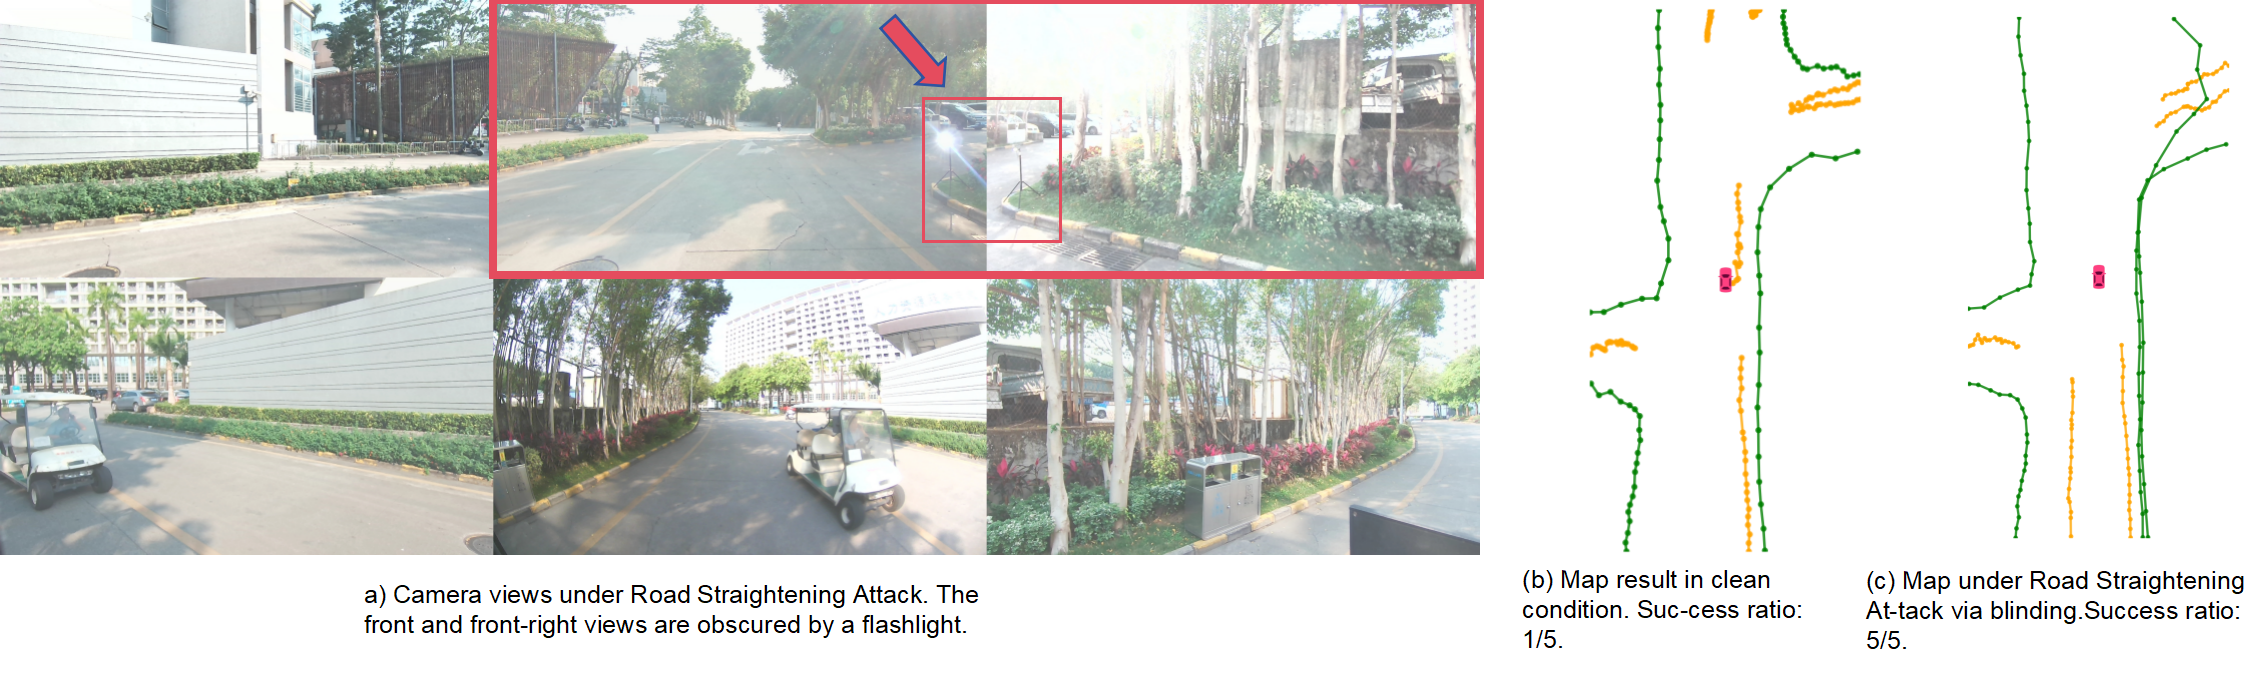 a) Camera views under Road Straightening Attack. The
front and front-right views are obscured by a flashlight.
(b) Map result in clean
condition. Suc-cess ratio:
1/5.
(c) Map under Road Straightening
At-tack via blinding.Success ratio:
5/5.